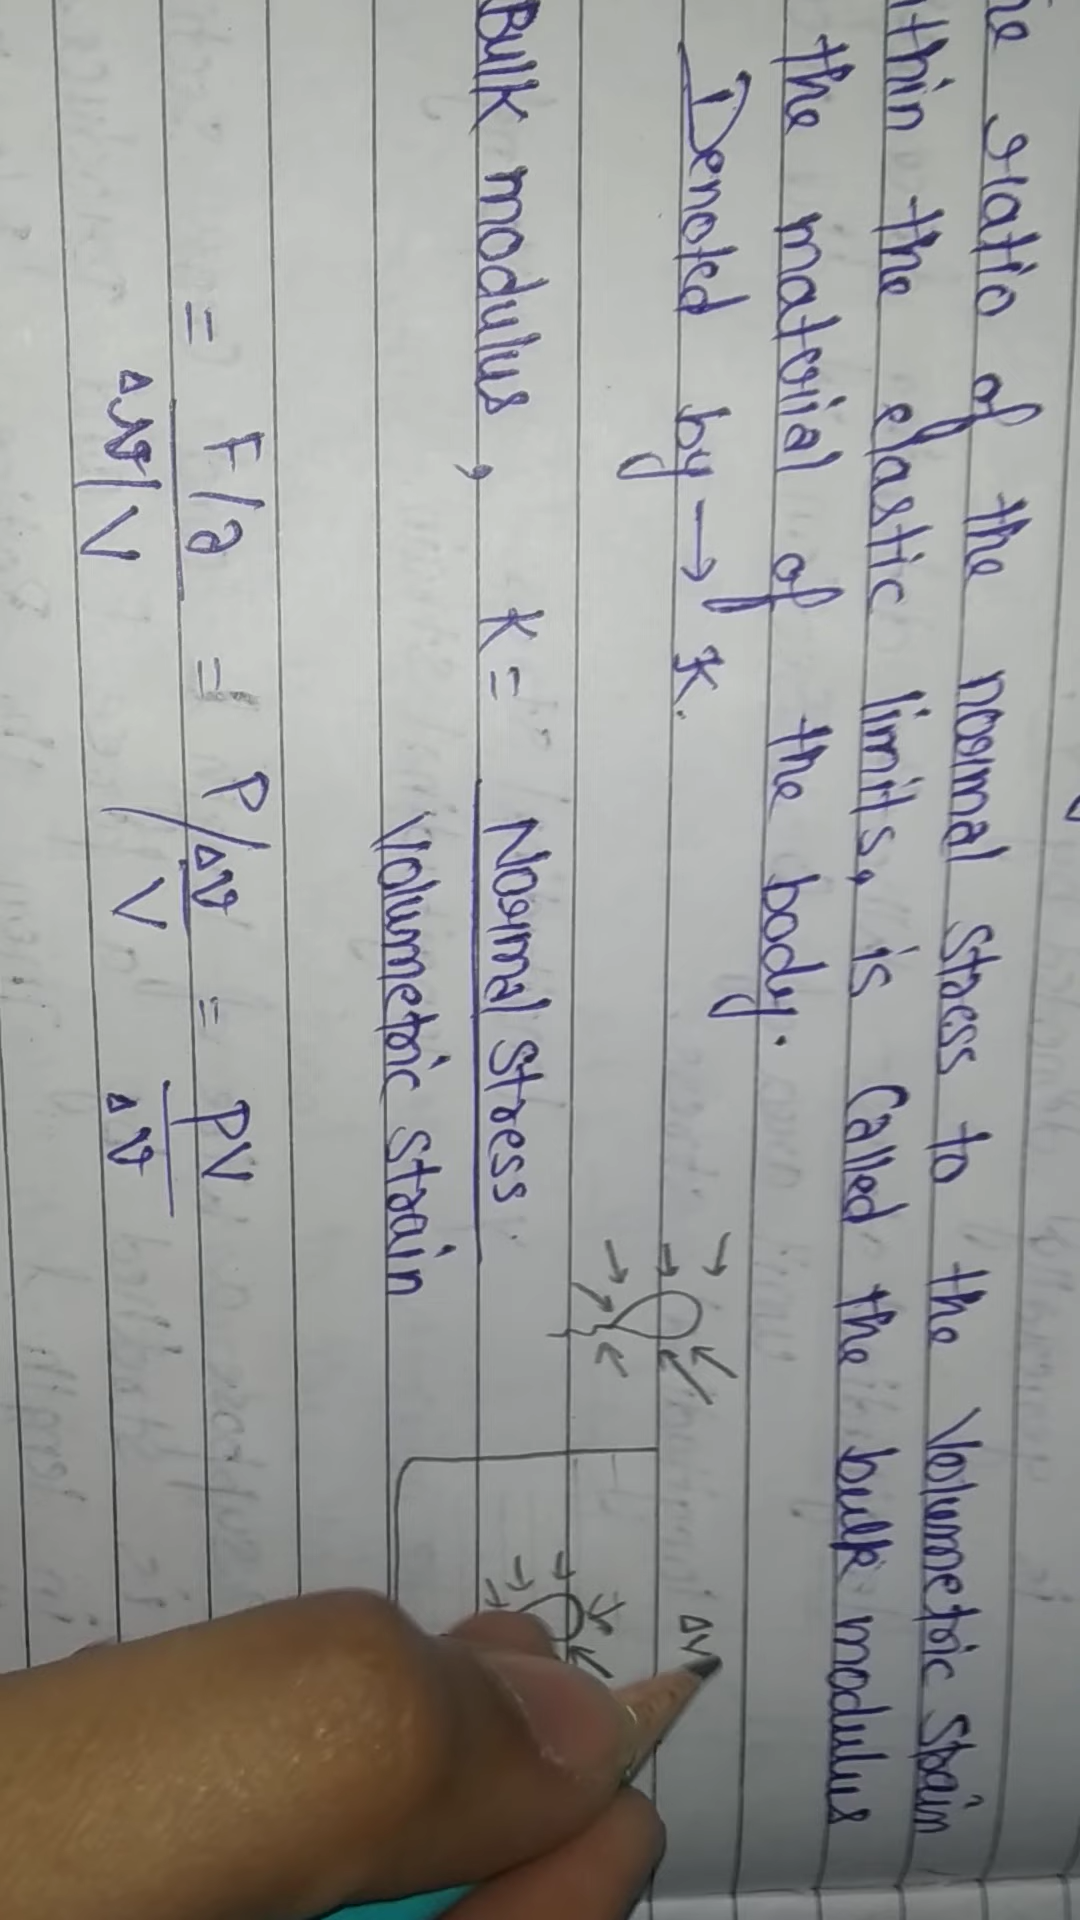 ratio of the normal stress to the Volumetric Strain
the elastic limits, is Called the bulk modulus
the material of the body.
Denoted by → K.
Bulk modulus, K = Normal Stress
Volumetric Strain
= F/a / Δv/V = P / Δv/V = PV / Δv
ΔV